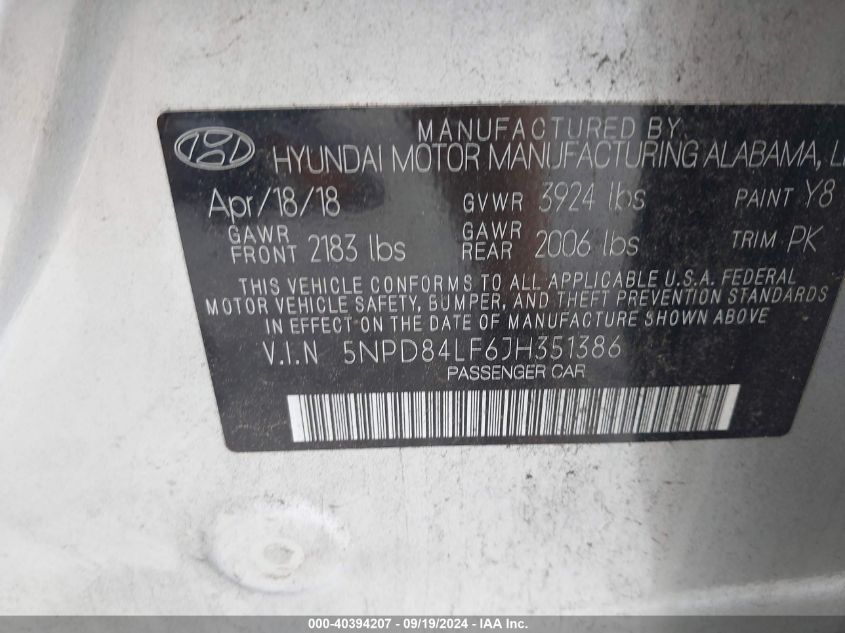 MANUFACTURED BY
HYUNDAI MOTOR MANUFACTURING ALABAMA,
Apr/18/18 GVWR 3924 lbs PAINT Y8
GAWR FRONT 2183 lbs GAWR REAR 2006 lbs TRIM PK
THIS VEHICLE CONFORMS TO ALL APPLICABLE U.S.A. FEDERAL
MOTOR VEHICLE SAFETY, BUMPER, AND THEFT PREVENTION STANDARDS
IN EFFECT ON THE DATE OF MANUFACTURE SHOWN ABOVE
V.I.N 5NPD84LF6JH351386
PASSENGER CAR
000-40394207 - 09/19/2024 - IAA Inc.